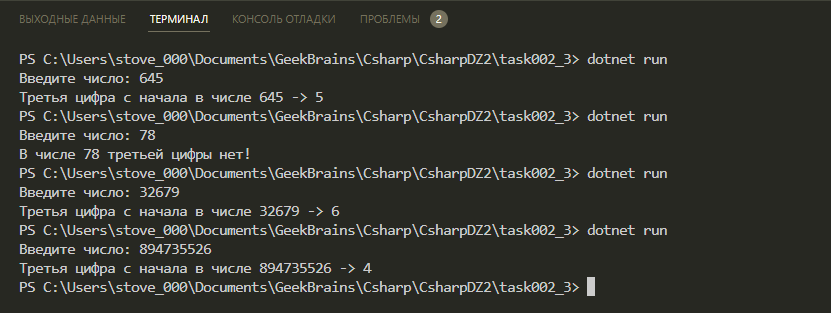 ВЫХОДНЫЕ ДАННЫЕ ТЕРМИНАЛ КОНСОЛЬ ОТЛАДКИ ПРОБЛЕМЫ 2
PS C:\Users\stove_000\Documents\GeekBrains\Csharp\CsharpDZ2\task002_3> dotnet run
Введите число: 645
Третья цифра с начала в числе 645 -> 5
PS C:\Users\stove_000\Documents\GeekBrains\Csharp\CsharpDZ2\task002_3> dotnet run
Введите число: 78
В числе 78 третьей цифры нет!
PS C:\Users\stove_000\Documents\GeekBrains\Csharp\CsharpDZ2\task002_3> dotnet run
Введите число: 32679
Третья цифра с начала в числе 32679 -> 6
PS C:\Users\stove_000\Documents\GeekBrains\Csharp\CsharpDZ2\task002_3> dotnet run
Введите число: 894735526
Третья цифра с начала в числе 894735526 -> 4
PS C:\Users\stove_000\Documents\GeekBrains\Csharp\CsharpDZ2\task002_3>